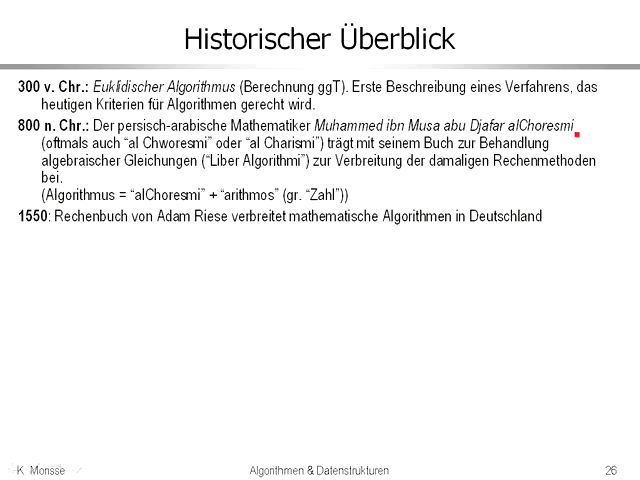 Historischer Überblick
300 v. Chr.: Euklidischer Algorithmus (Berechnung ggT). Erste Beschreibung eines Verfahrens, das
heutigen Kriterien für Algorithmen gerecht wird.
800 n. Chr.: Der persisch-arabische Mathematiker Muhammed ibn Musa abu Djafar alChoresmi
(oftmals auch “al Chworesmi” oder “al Charismi”) trägt mit seinem Buch zur Behandlung
algebraischer Gleichungen (“Liber Algorithmi”) zur Verbreitung der damaligen Rechenmethoden
bei.
(Algorithmus = “alChoresmi” + “arithmos” (gr. “Zahl”))
1550: Rechenbuch von Adam Riese verbreitet mathematische Algorithmen in Deutschland
K. Morisse
Algorithmen & Datenstrukturen
26